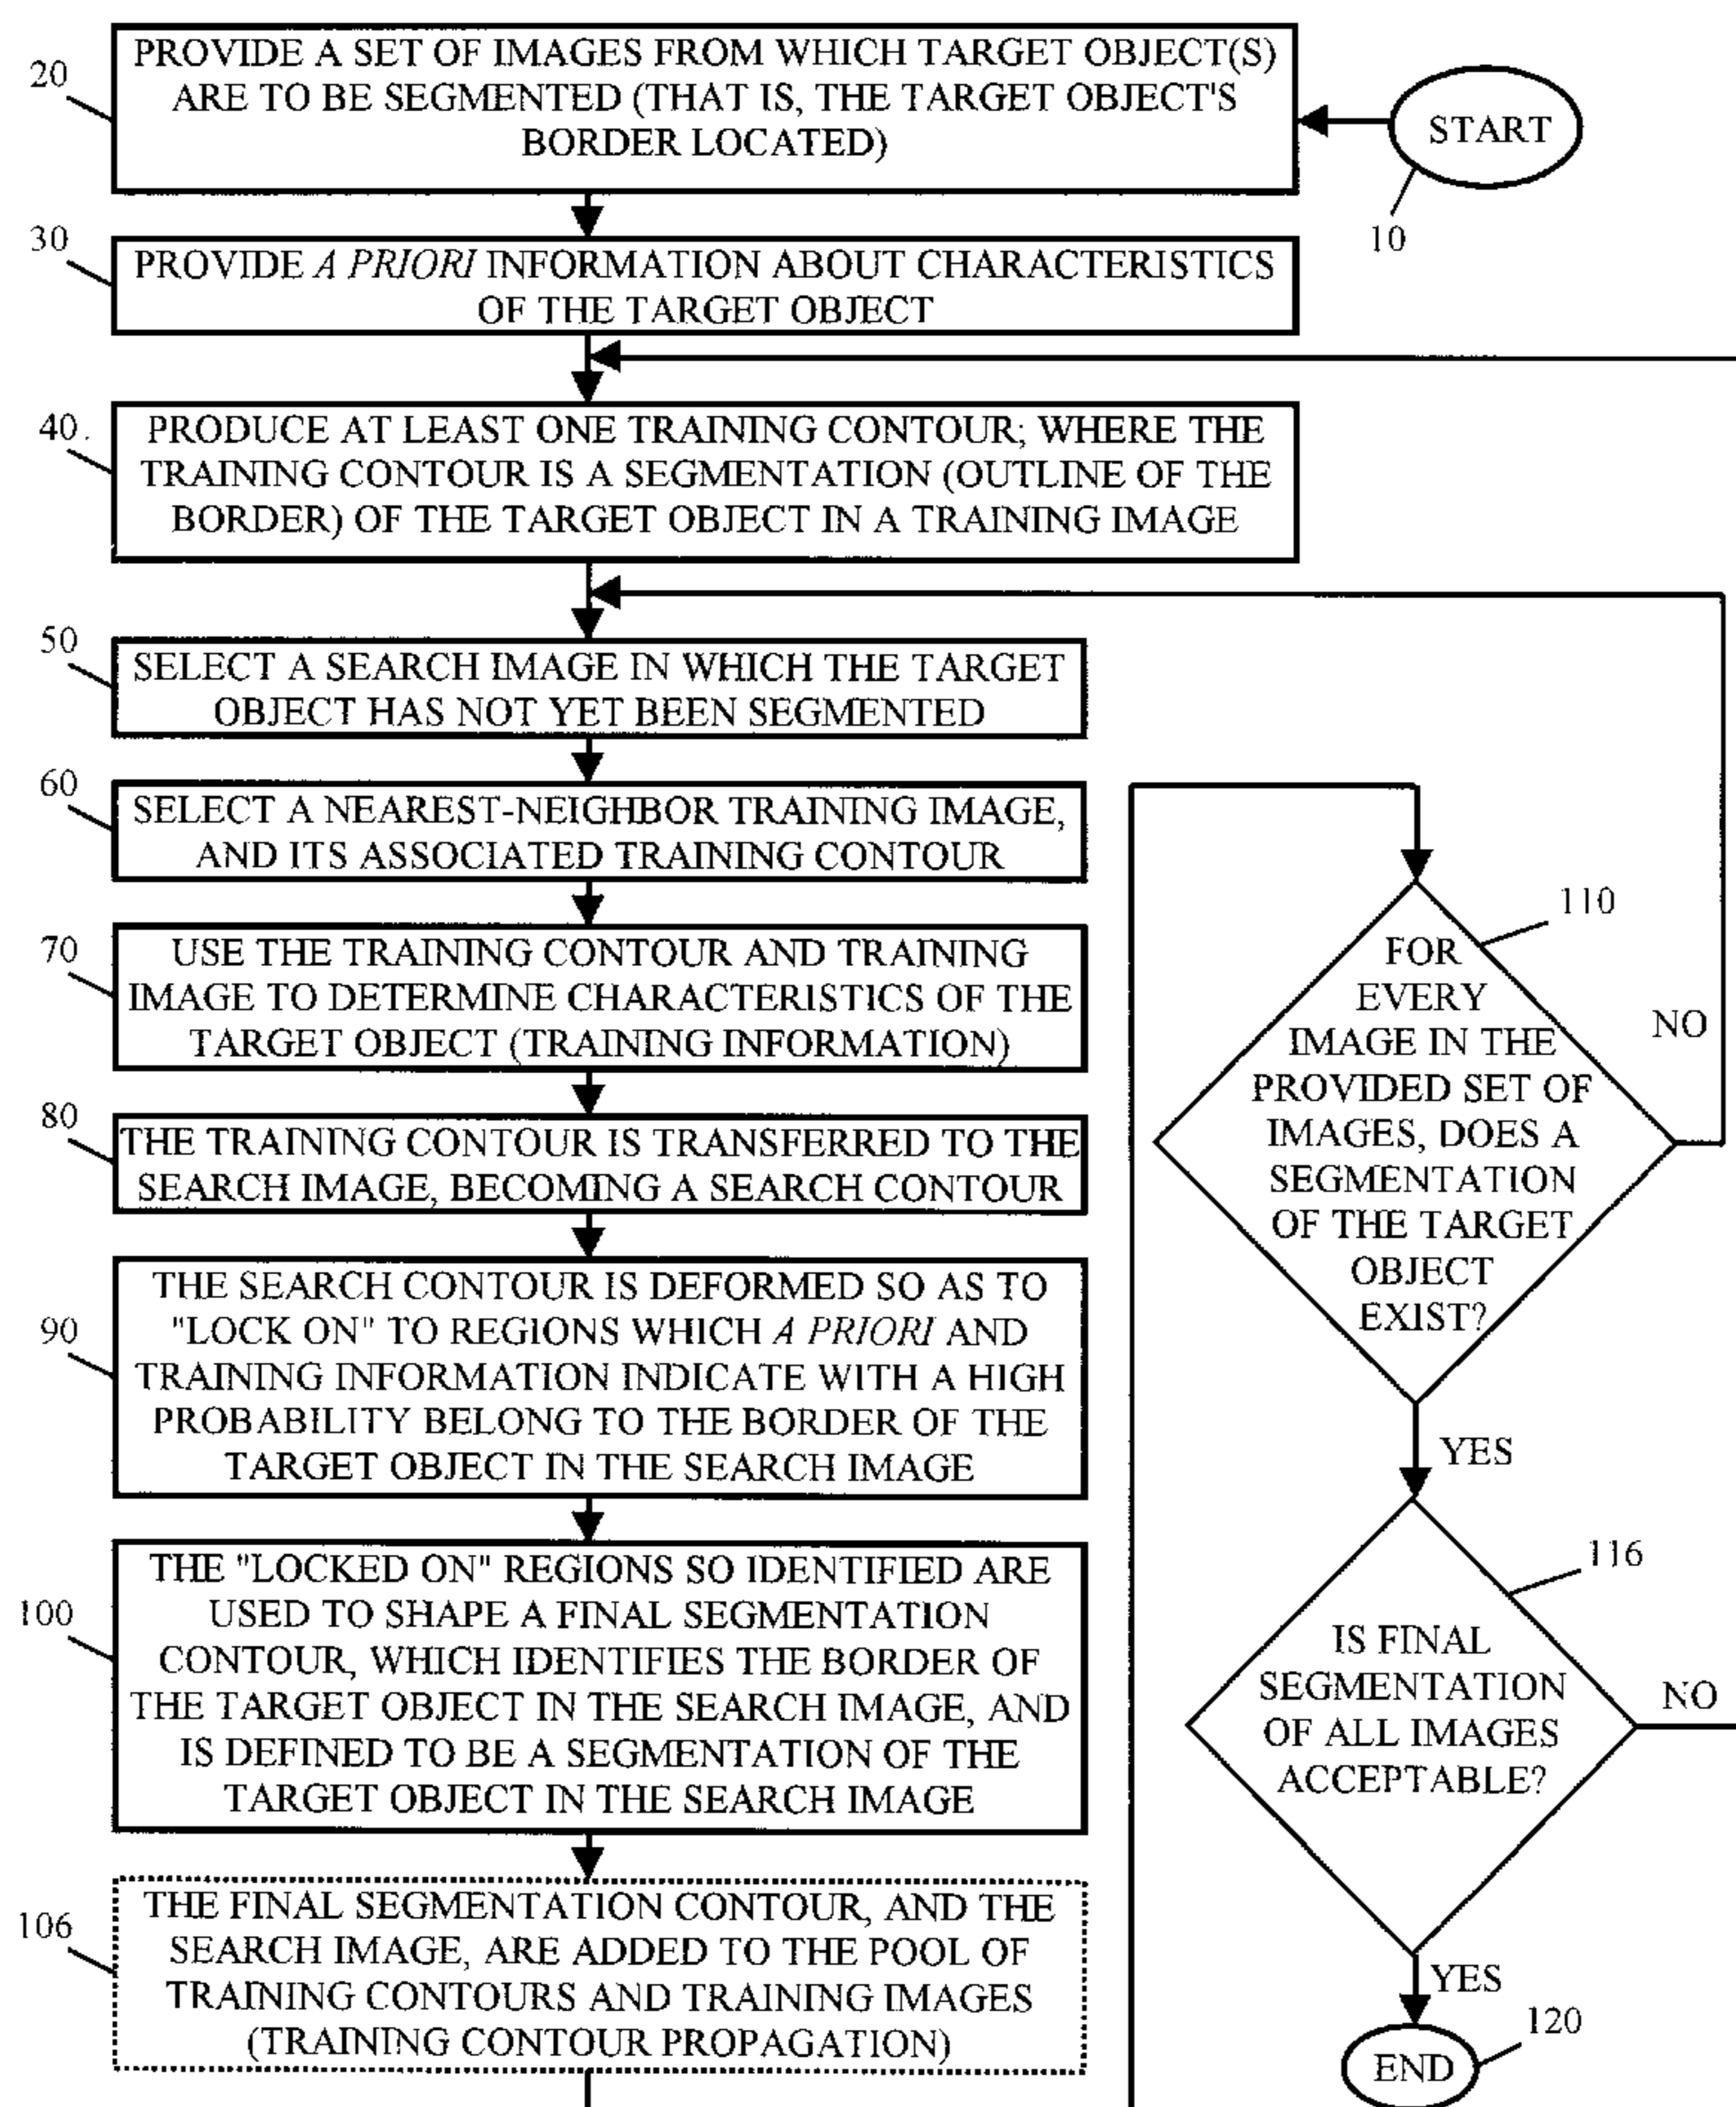 20
PROVIDE A SET OF IMAGES FROM WHICH TARGET OBJECT(S)
ARE TO BE SEGMENTED (THAT IS, THE TARGET OBJECT'S
BORDER LOCATED)
START
10
30
PROVIDE A PRIORI INFORMATION ABOUT CHARACTERISTICS
OF THE TARGET OBJECT
40
PRODUCE AT LEAST ONE TRAINING CONTOUR; WHERE THE
TRAINING CONTOUR IS A SEGMENTATION (OUTLINE OF THE
BORDER) OF THE TARGET OBJECT IN A TRAINING IMAGE
50
SELECT A SEARCH IMAGE IN WHICH THE TARGET
OBJECT HAS NOT YET BEEN SEGMENTED
60
SELECT A NEAREST-NEIGHBOR TRAINING IMAGE,
AND ITS ASSOCIATED TRAINING CONTOUR
70
USE THE TRAINING CONTOUR AND TRAINING
IMAGE TO DETERMINE CHARACTERISTICS OF THE
TARGET OBJECT (TRAINING INFORMATION)
80
THE TRAINING CONTOUR IS TRANSFERRED TO THE
SEARCH IMAGE, BECOMING A SEARCH CONTOUR
90
THE SEARCH CONTOUR IS DEFORMED SO AS TO
"LOCK ON" TO REGIONS WHICH A PRIORI AND
TRAINING INFORMATION INDICATE WITH A HIGH
PROBABILITY BELONG TO THE BORDER OF THE
TARGET OBJECT IN THE SEARCH IMAGE
100
THE "LOCKED ON" REGIONS SO IDENTIFIED ARE
USED TO SHAPE A FINAL SEGMENTATION
CONTOUR, WHICH IDENTIFIES THE BORDER OF
THE TARGET OBJECT IN THE SEARCH IMAGE, AND
IS DEFINED TO BE A SEGMENTATION OF THE
TARGET OBJECT IN THE SEARCH IMAGE
106
THE FINAL SEGMENTATION CONTOUR, AND THE
SEARCH IMAGE, ARE ADDED TO THE POOL OF
TRAINING CONTOURS AND TRAINING IMAGES
(TRAINING CONTOUR PROPAGATION)
110
FOR
EVERY
IMAGE IN THE
PROVIDED SET OF
IMAGES, DOES A
SEGMENTATION
OF THE TARGET
OBJECT
EXIST?
NO
YES
116
IS FINAL
SEGMENTATION
OF ALL IMAGES
ACCEPTABLE?
NO
YES
120
END